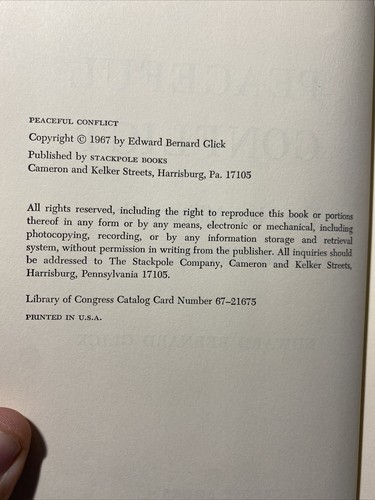 PEACEFUL CONFLICT
Copyright © 1967 by Edward Bernard Glick
Published by STACKPOLE BOOKS
Cameron and Kelker Streets, Harrisburg, Pa. 17105
All rights reserved, including the right to reproduce this book or portions
thereof in any form or by any means, electronic or mechanical, including
photocopying, recording, or by any information storage and retrieval
system, without permission in writing from the publisher. All inquiries should
be addressed to The Stackpole Company, Cameron and Kelker Streets,
Harrisburg, Pennsylvania 17105.
Library of Congress Catalog Card Number 67–21675
PRINTED IN U.S.A.